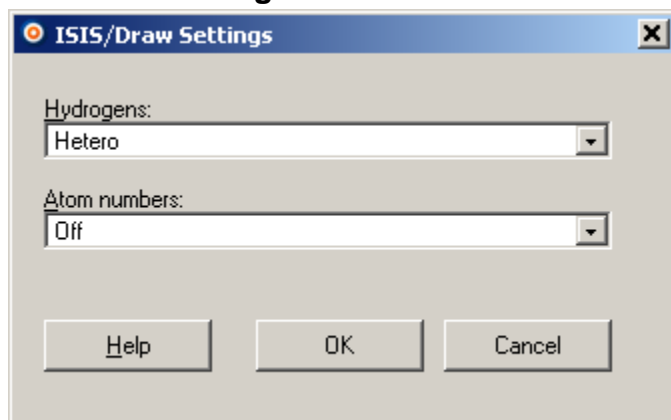 ISIS/Draw Settings
Hydrogens:
Hetero
Atom numbers:
Off
Help OK Cancel